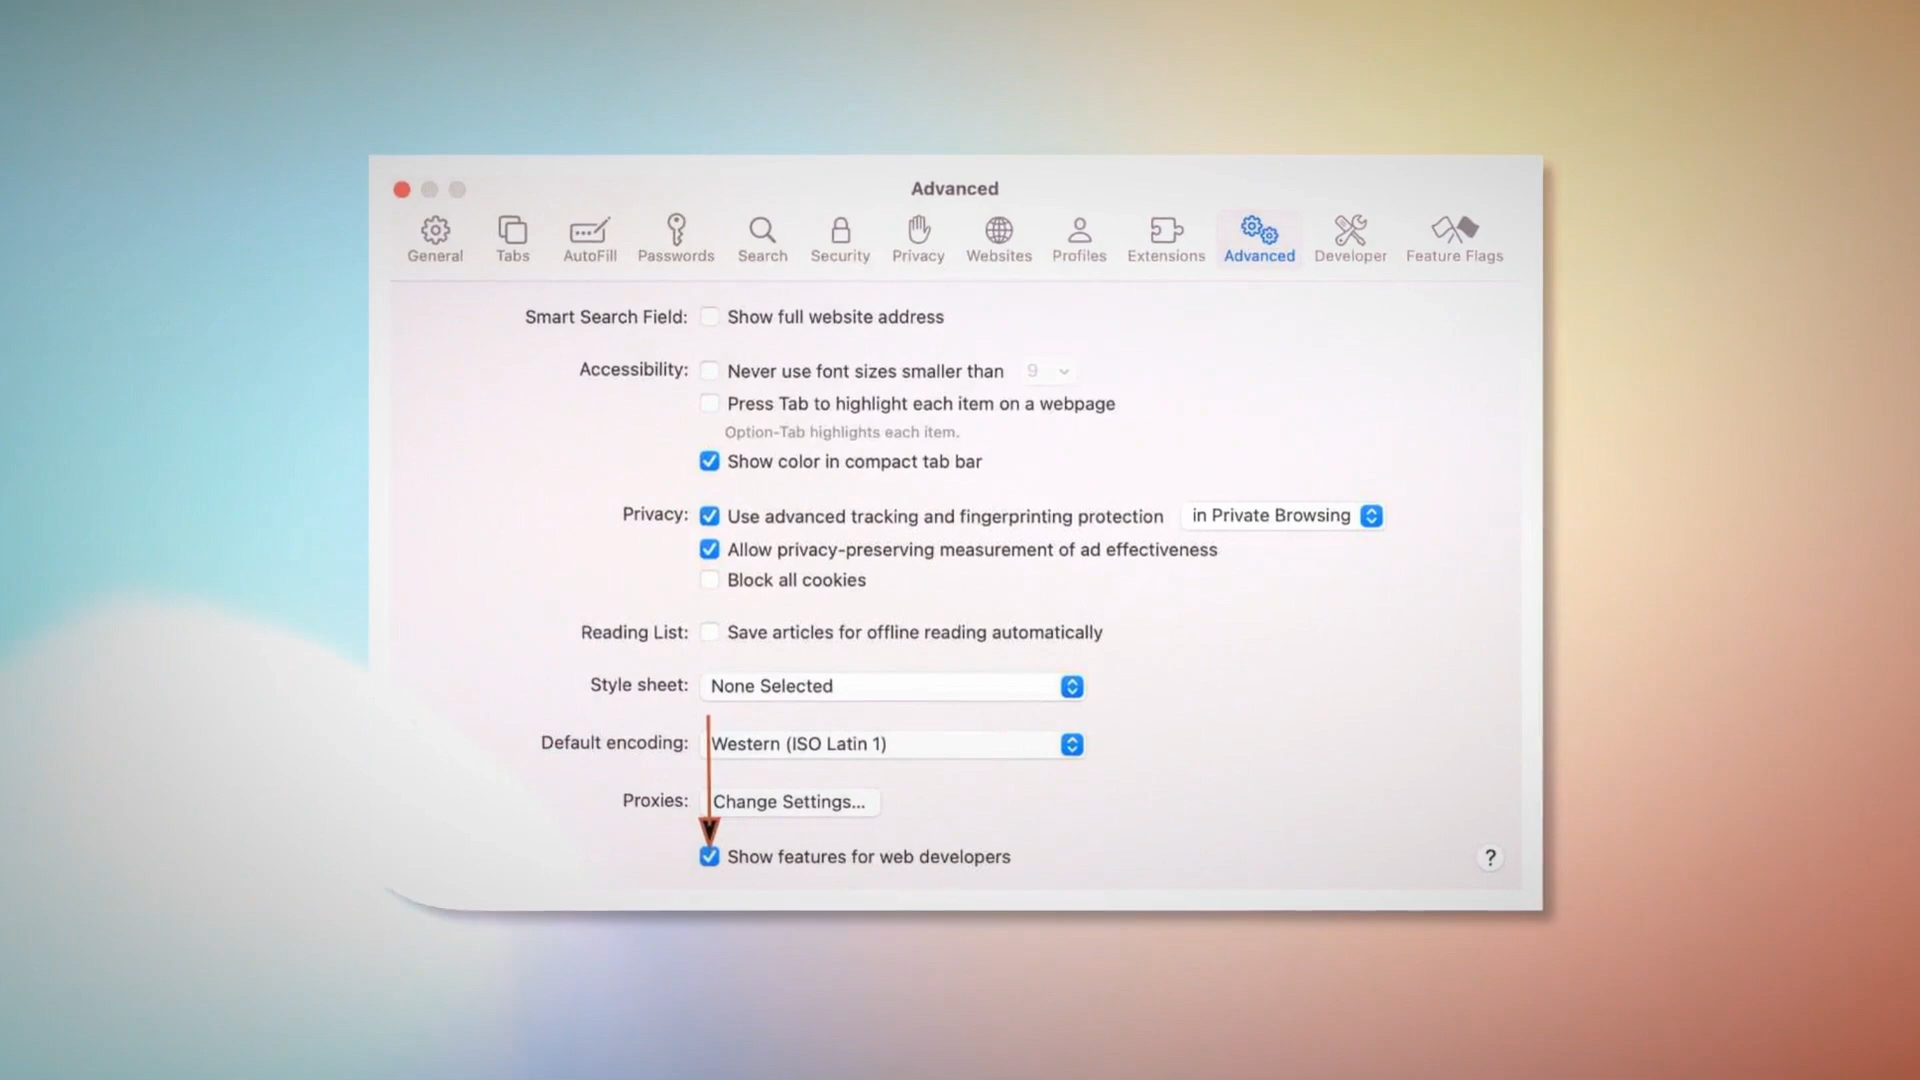 Advanced
General Tabs AutoFill Passwords Search Security Privacy Websites Profiles Extensions Advanced Developer Feature Flags
Smart Search Field: Show full website address
Accessibility: Never use font sizes smaller than 9
Press Tab to highlight each item on a webpage
Option-Tab highlights each item.
Show color in compact tab bar
Privacy: Use advanced tracking and fingerprinting protection in Private Browsing
Allow privacy-preserving measurement of ad effectiveness
Block all cookies
Reading List: Save articles for offline reading automatically
Style sheet: None Selected
Default encoding: Western (ISO Latin 1)
Proxies: Change Settings...
Show features for web developers ?